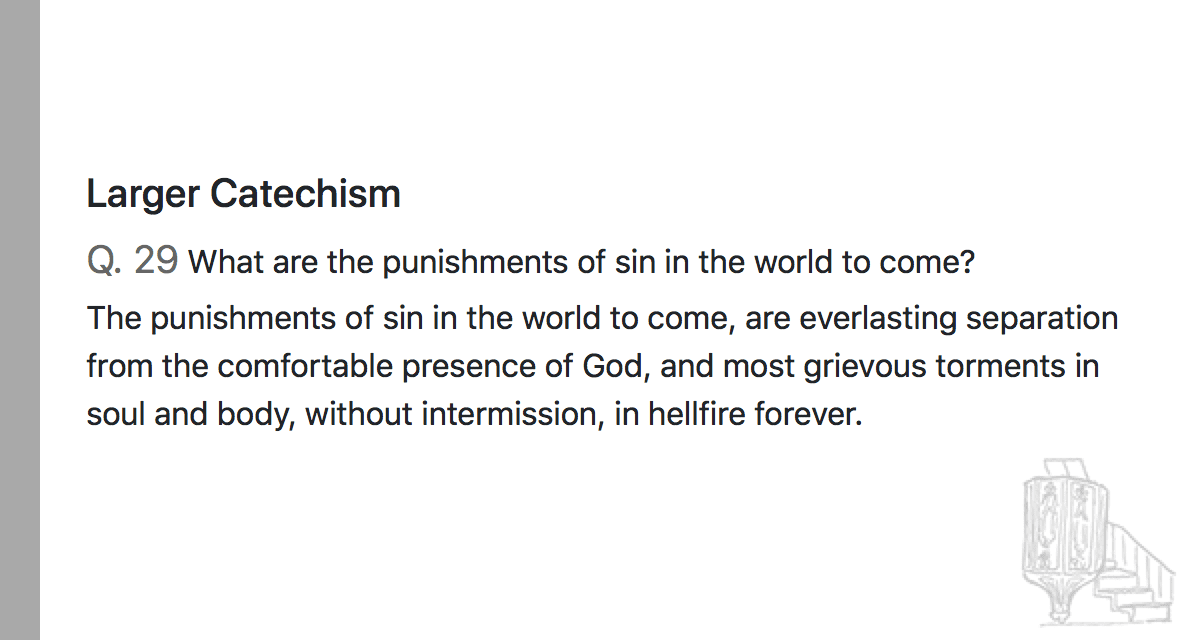 Larger Catechism
Q. 29 What are the punishments of sin in the world to come?
The punishments of sin in the world to come, are everlasting separation
from the comfortable presence of God, and most grievous torments in
soul and body, without intermission, in hellfire forever.